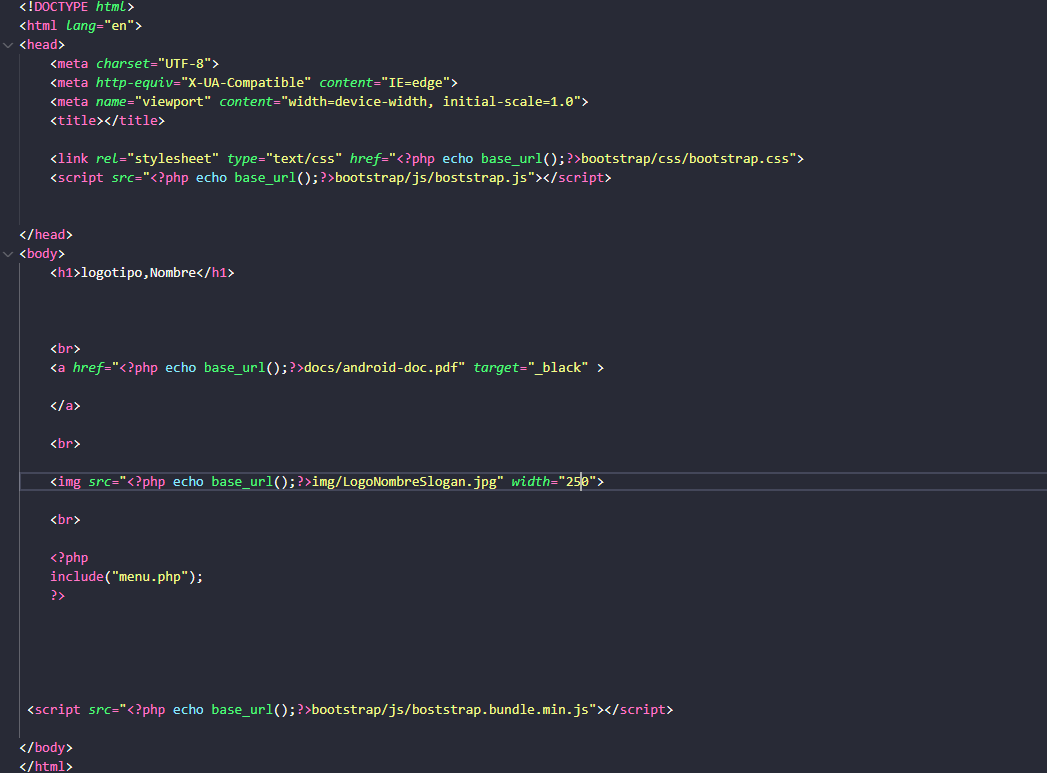 <!DOCTYPE html>
<html lang="en">
<head>
<meta charset="UTF-8">
<meta http-equiv="X-UA-Compatible" content="IE=edge">
<meta name="viewport" content="width=device-width, initial-scale=1.0">
<title></title>
<link rel="stylesheet" type="text/css" href="<?php echo base_url();?>bootstrap/css/bootstrap.css">
<script src="<?php echo base_url();?>bootstrap/js/boststrap.js"></script>
</head>
<body>
<h1>logotipo,Nombre</h1>
<br>
<a href="<?php echo base_url();?>docs/android-doc.pdf" target="_black" >
</a>
<br>
<img src="<?php echo base_url();?>img/LogoNombreSlogan.jpg" width="250">
<br>
<?php
include("menu.php");
?>
<script src="<?php echo base_url();?>bootstrap/js/boststrap.bundle.min.js"></script>
</body>
</html>